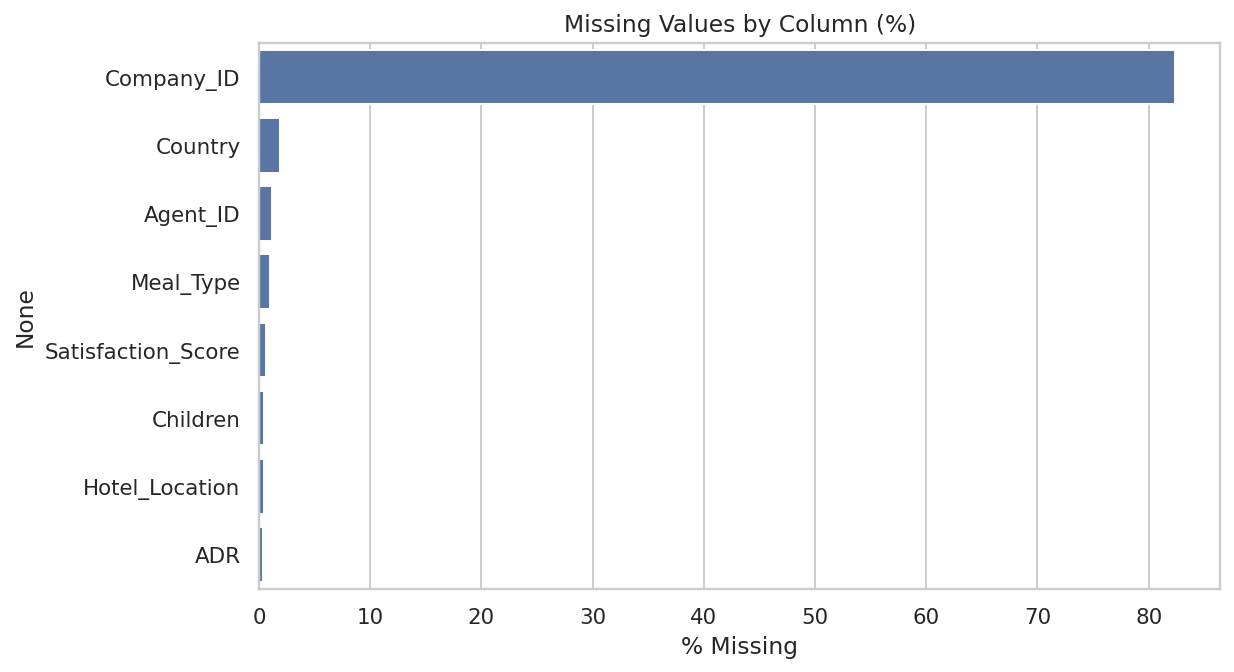 Missing Values by Column (%)
Company_ID
Country
Agent_ID
Meal_Type
Satisfaction_Score
Children
Hotel_Location
ADR
None
0 10 20 30 40 50 60 70 80
% Missing